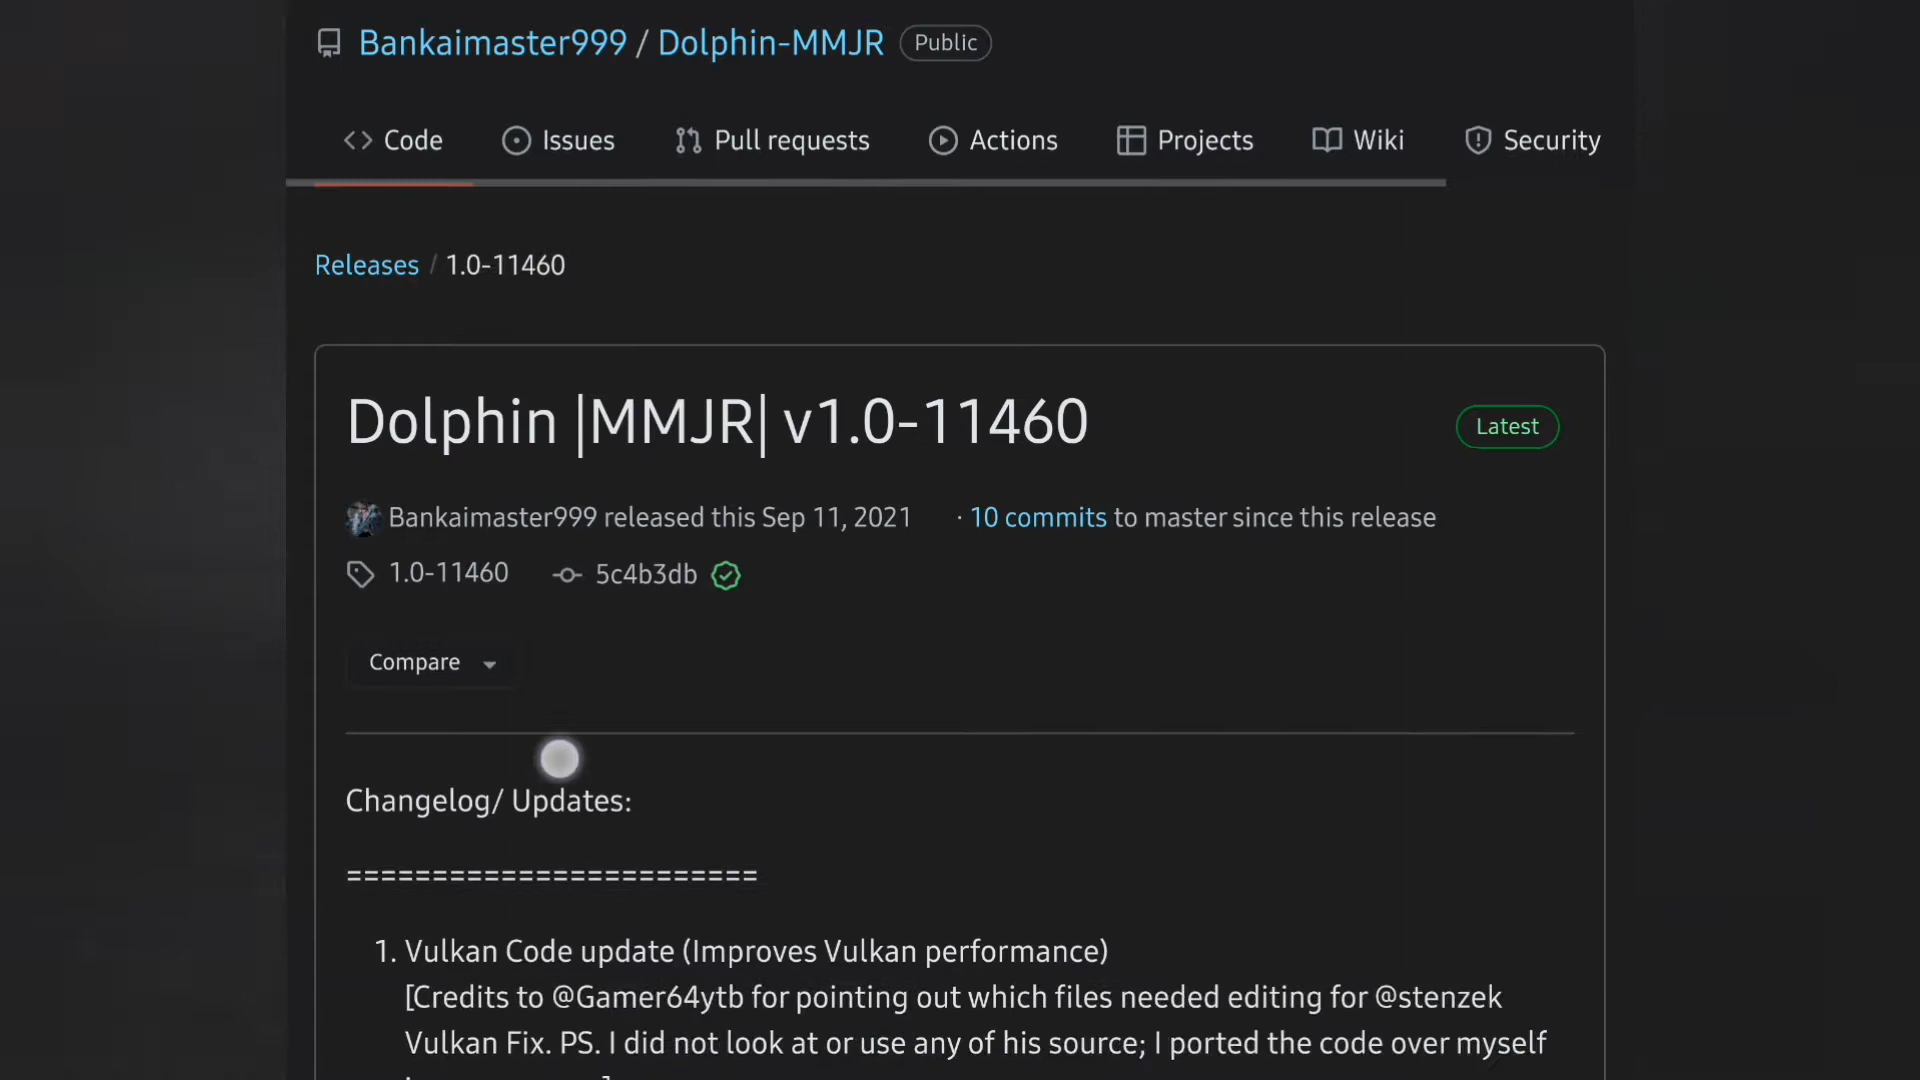 Bankaimaster999 / Dolphin-MMJR Public
Code Issues Pull requests Actions Projects Wiki Security
Releases / 1.0-11460
Dolphin |MMJR| v1.0-11460 Latest
Bankaimaster999 released this Sep 11, 2021 · 10 commits to master since this release
1.0-11460 5c4b3db
Compare
Changelog/ Updates:
========================
1. Vulkan Code update (Improves Vulkan performance)
[Credits to @Gamer64ytb for pointing out which files needed editing for @stenzek
Vulkan Fix. PS. I did not look at or use any of his source; I ported the code over myself